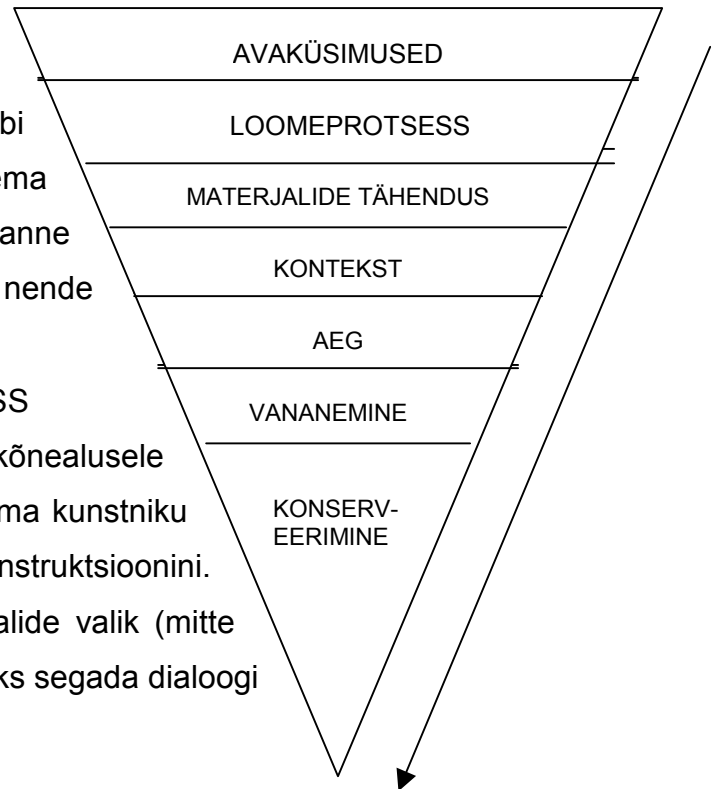 AVAKÜSIMUSED
LOOMEPROTSESS
MATERJALIDE TÄHENDUS
KONTEKST
AEG
VANANEMINE
KONSERV-
EERIMINE
bi
ema
anne
nende
SS
kõnealusele
ma kunstniku
nstruktsioonini.
alide valik (mitte
ks segada dialoogi